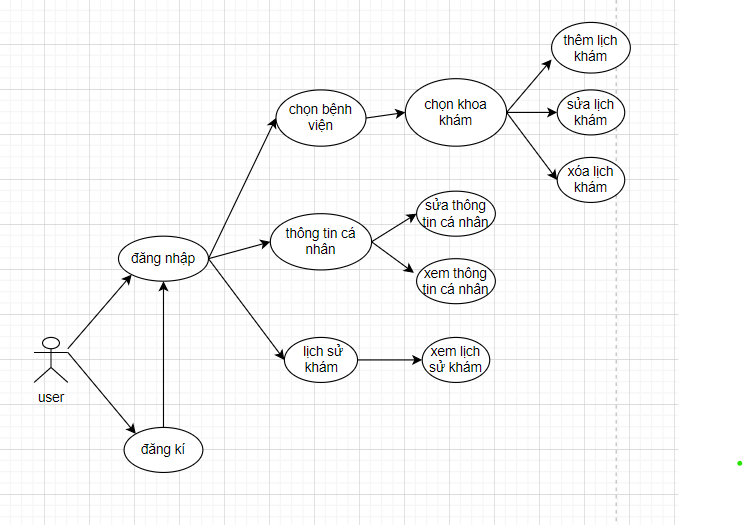 thêm lịch
khám
chọn bệnh
viện
chọn khoa
khám
sửa lịch
khám
xóa lịch
khám
sửa thông
tin cá nhân
thông tin cá
nhân
đăng nhập
xem thông
tin cá nhân
lịch sử
khám
xem lịch
sử khám
user
đăng kí